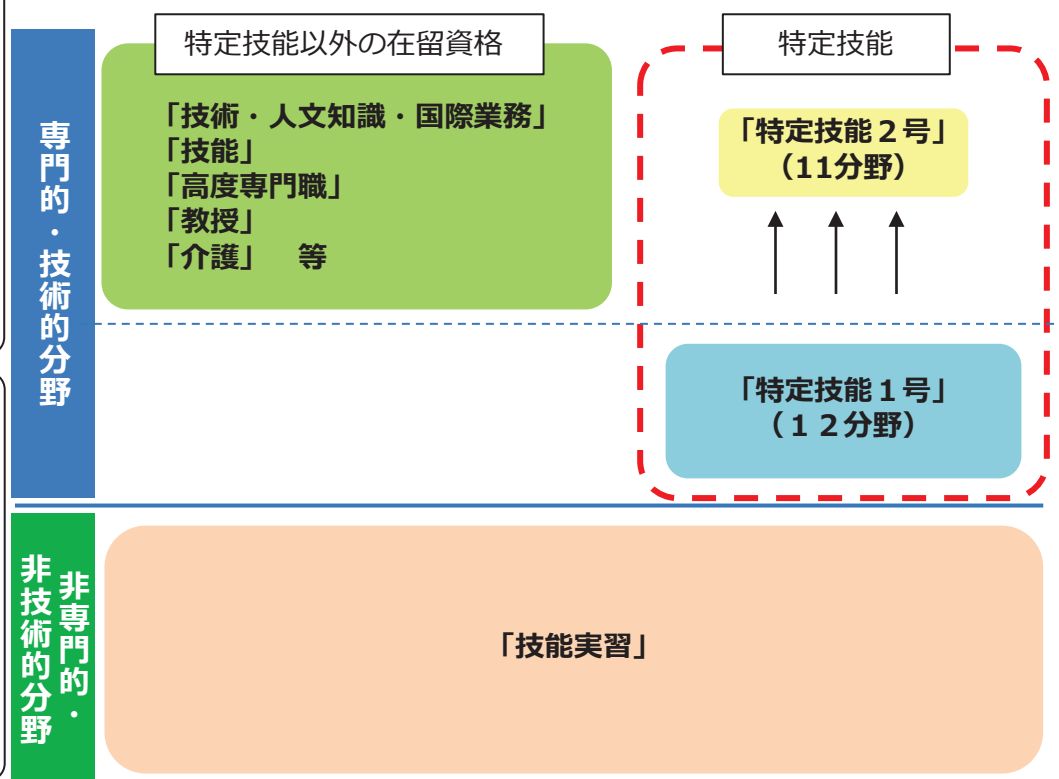 専門的・技術的分野
特定技能以外の在留資格
「技術・人文知識・国際業務」
「技能」
「高度専門職」
「教授」
「介護」　等
特定技能
「特定技能２号」
（11分野）
「特定技能１号」
（１２分野）
非専門的・
非技術的分野
「技能実習」